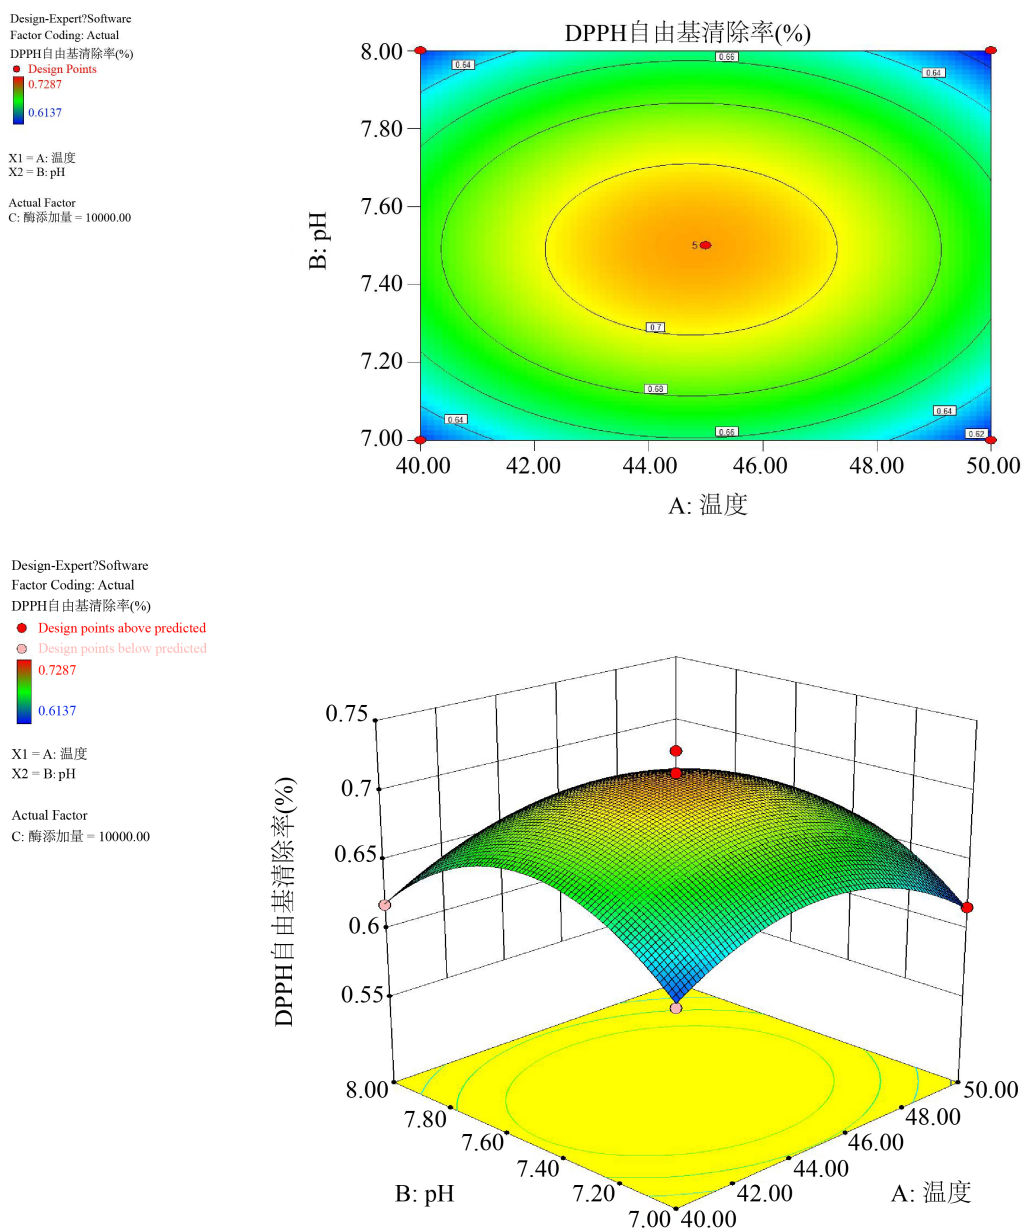 Design-Expert?Software
Factor Coding: Actual
DPPH自由基清除率(%)
Design Points
0.7287
0.6137
X1 = A: 温度
X2 = B: pH
Actual Factor
C: 酶添加量 = 10000.00
DPPH自由基清除率(%)
8.00
7.80
7.60
7.40
7.20
7.00
B: pH
0.64
0.66
0.64
5
0.7
0.68
0.64
0.66
0.64
0.62
40.00
42.00
44.00
46.00
48.00
50.00
A: 温度
Design-Expert?Software
Factor Coding: Actual
DPPH自由基清除率(%)
Design points above predicted
Design points below predicted
0.7287
0.6137
X1 = A: 温度
X2 = B: pH
Actual Factor
C: 酶添加量 = 10000.00
0.75
0.7
0.65
0.6
0.55
DPPH自由基清除率(%)
8.00
7.80
7.60
7.40
7.20
7.00
B: pH
40.00
42.00
44.00
46.00
48.00
50.00
A: 温度